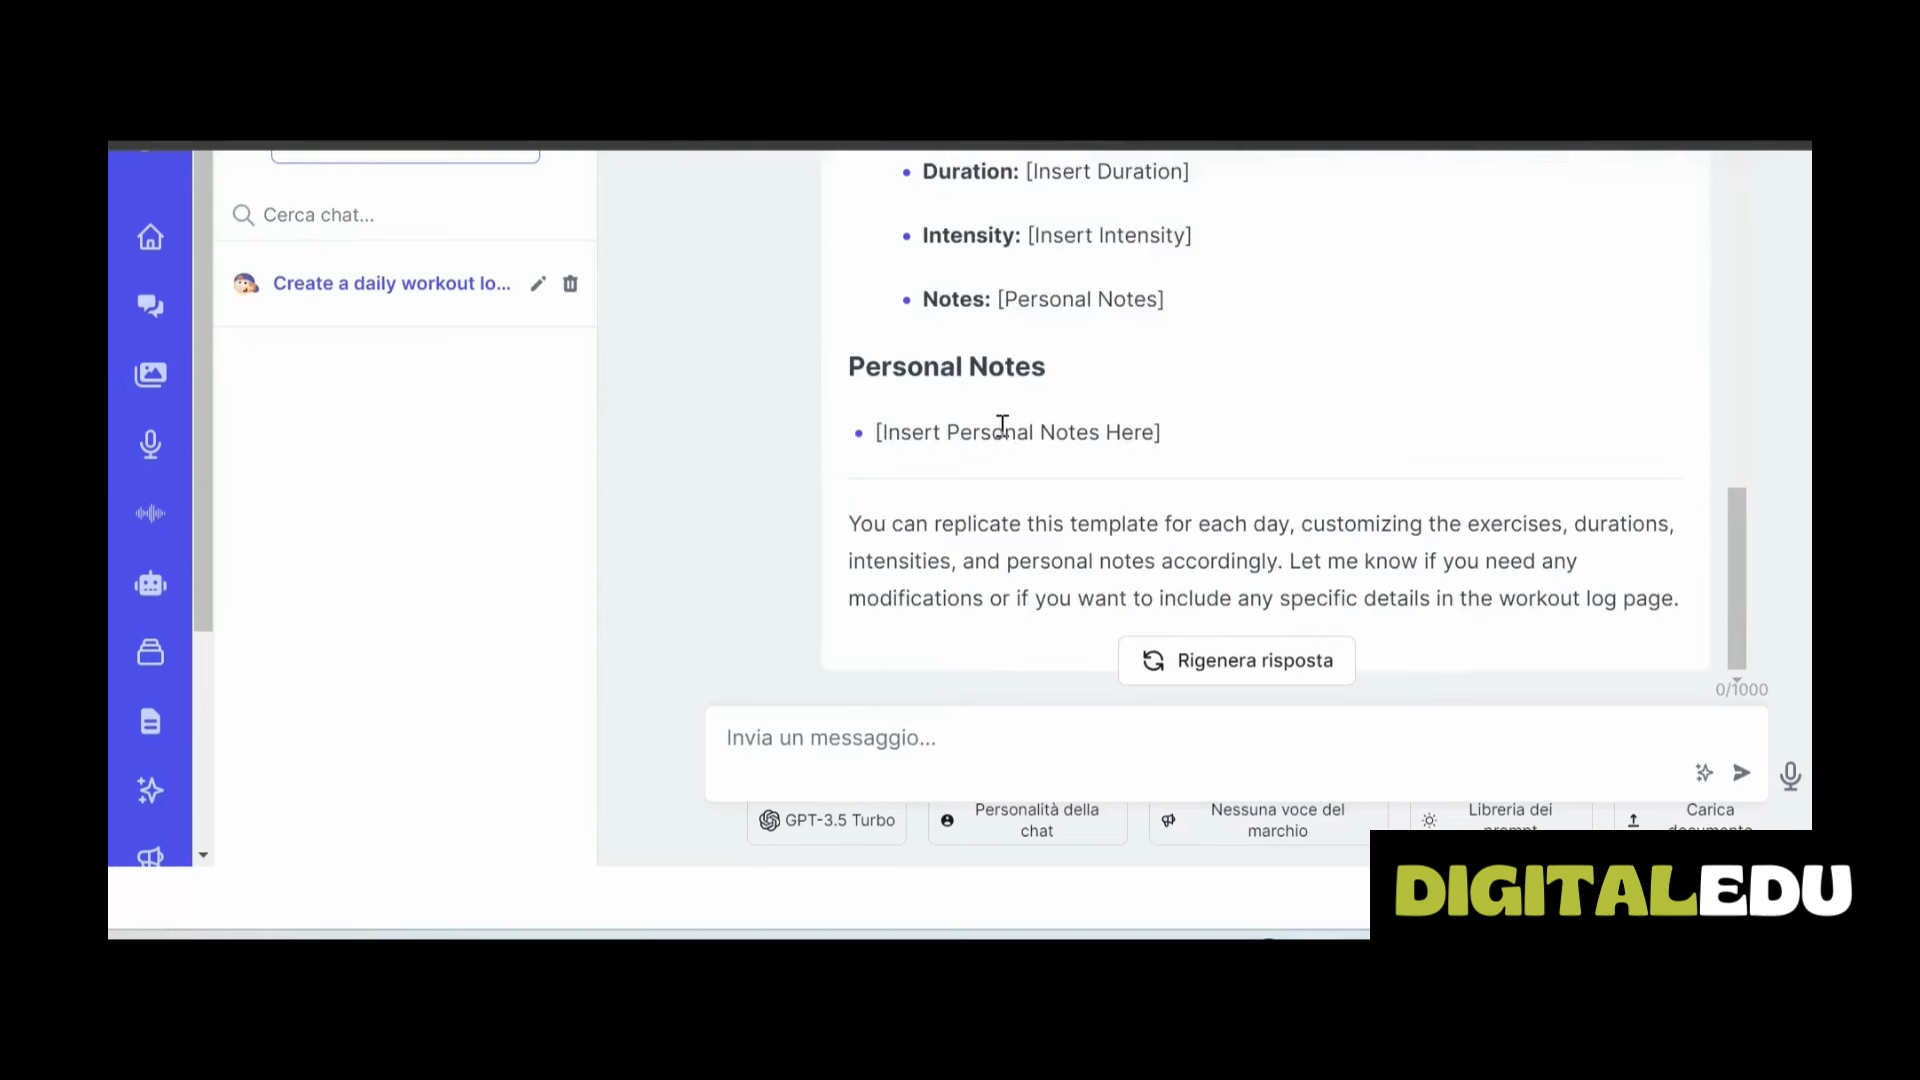 Cerca chat...
Create a daily workout lo...
Duration: [Insert Duration]
Intensity: [Insert Intensity]
Notes: [Personal Notes]
Personal Notes
[Insert Personal Notes Here]
You can replicate this template for each day, customizing the exercises, durations,
intensities, and personal notes accordingly. Let me know if you need any
modifications or if you want to include any specific details in the workout log page.
Rigenera risposta
0/1000
Invia un messaggio...
GPT-3.5 Turbo
Personalità della
chat
Nessuna voce del
marchio
Libreria dei
prompt
Carica
documento
DIGITALEDU